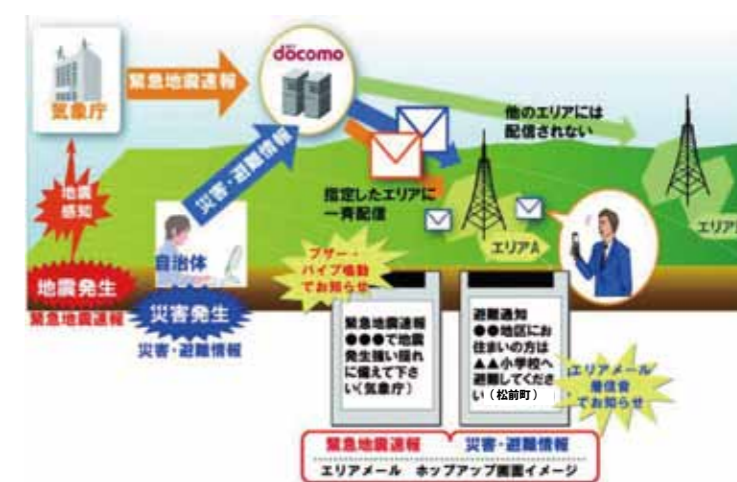 気象庁
緊急地震速報
döcomo
災害・避難情報
他のエリアには
配信されない
指定したエリアに
一斉配信
エリアA
エリア
地震
感知
地震発生
緊急地震速報
自治体
災害発生
災害・避難情報
ブザー・
バイブ鳴動
でお知らせ
緊急地震速報
●●●で地震
発生強い揺れ
に備えて下さ
い(気象庁)
避難通知
●●地区にお
住まいの方は
▲▲小学校へ
避難してくださ
い(松前町)
エリアメール
着信音
でお知らせ
緊急地震速報 災害・避難情報
エリアメール ホップアップ画面イメージ